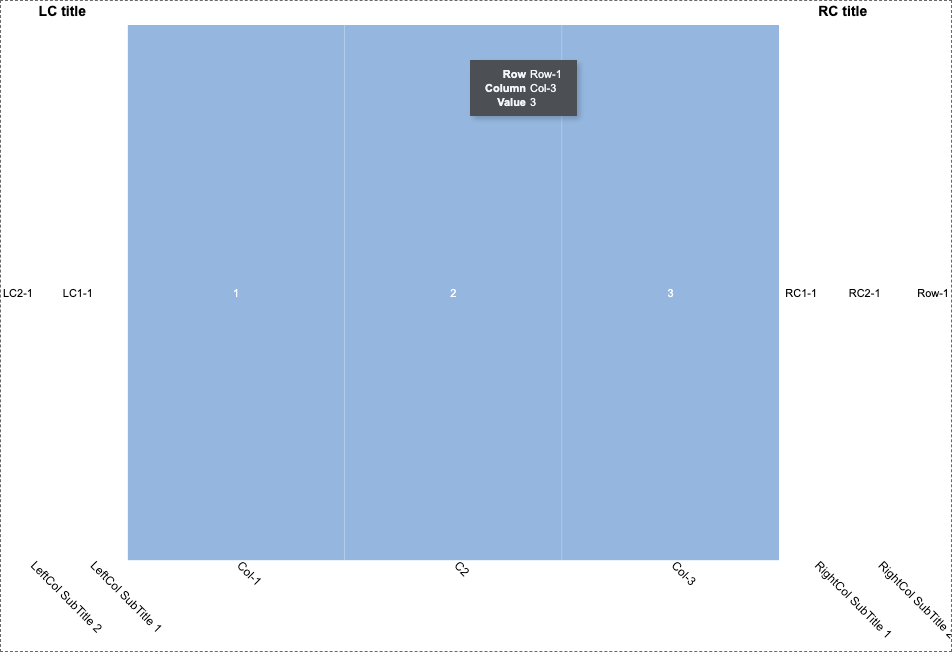 LC title
RC title
Row Row-1
Column Col-3
Value 3
LC2-1 LC1-1 1 2 3 RC1-1 RC2-1 Row-1
LeftCol SubTitle 2
LeftCol SubTitle 1
Col-1
C2
Col-3
RightCol SubTitle 1
RightCol SubTitle 2